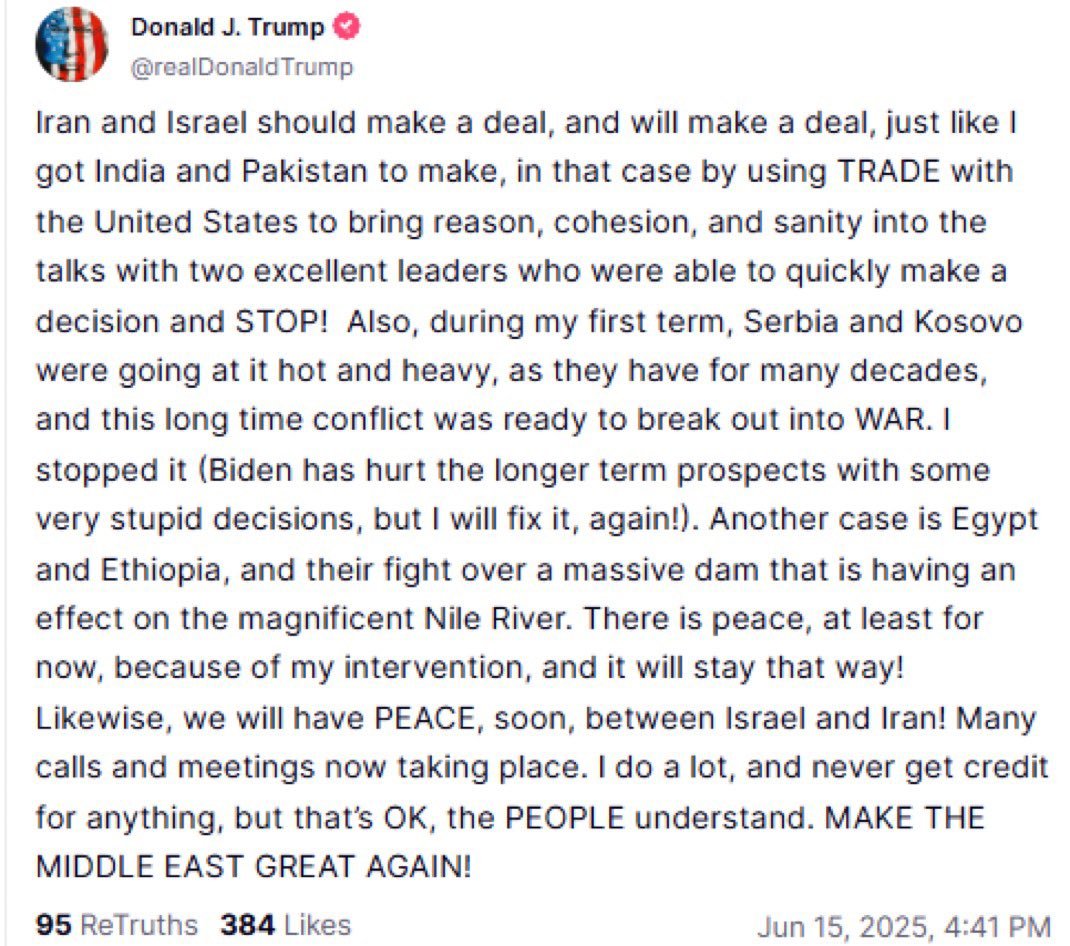 Donald J. Trump
@realDonaldTrump
Iran and Israel should make a deal, and will make a deal, just like I
got India and Pakistan to make, in that case by using TRADE with
the United States to bring reason, cohesion, and sanity into the
talks with two excellent leaders who were able to quickly make a
decision and STOP!  Also, during my first term, Serbia and Kosovo
were going at it hot and heavy, as they have for many decades,
and this long time conflict was ready to break out into WAR. I
stopped it (Biden has hurt the longer term prospects with some
very stupid decisions, but I will fix it, again!). Another case is Egypt
and Ethiopia, and their fight over a massive dam that is having an
effect on the magnificent Nile River. There is peace, at least for
now, because of my intervention, and it will stay that way!
Likewise, we will have PEACE, soon, between Israel and Iran! Many
calls and meetings now taking place. I do a lot, and never get credit
for anything, but that’s OK, the PEOPLE understand. MAKE THE
MIDDLE EAST GREAT AGAIN!
95 ReTruths 384 Likes Jun 15, 2025, 4:41 PM